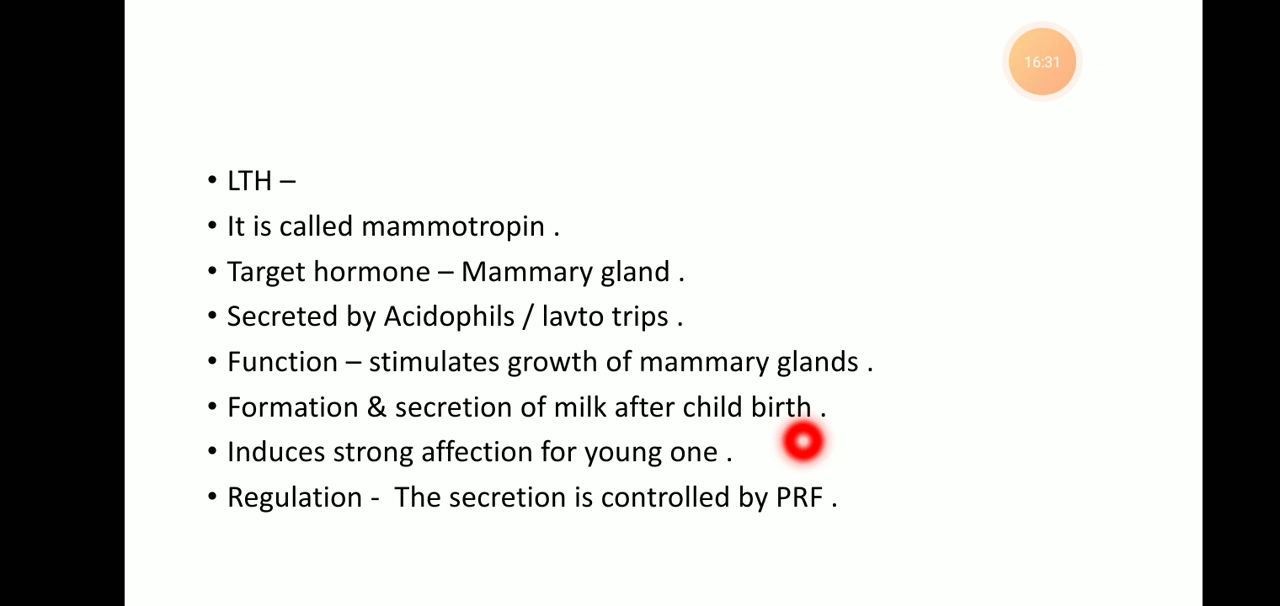 16:31
• LTH –
• It is called mammotropin .
• Target hormone – Mammary gland .
• Secreted by Acidophils / lavto trips .
• Function – stimulates growth of mammary glands .
• Formation & secretion of milk after child birth .
• Induces strong affection for young one .
• Regulation -  The secretion is controlled by PRF .